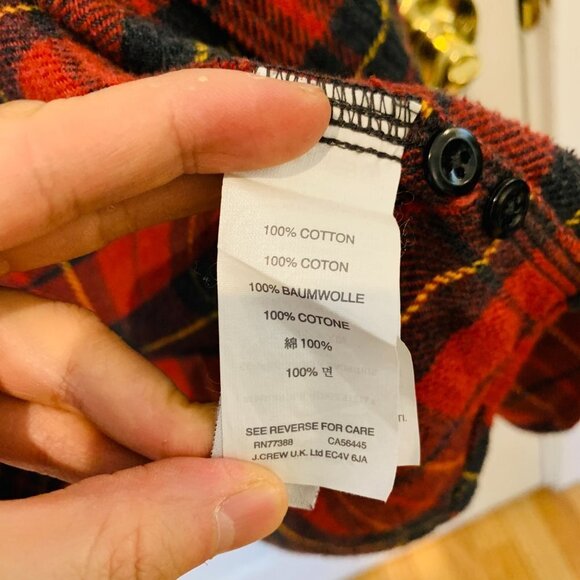 100% COTTON
100% COTON
100% BAUMWOLLE
100% COTONE
綿 100%
100% 면
SEE REVERSE FOR CARE
RN77388 CA56445
J.CREW U.K. Ltd EC4V 6JA